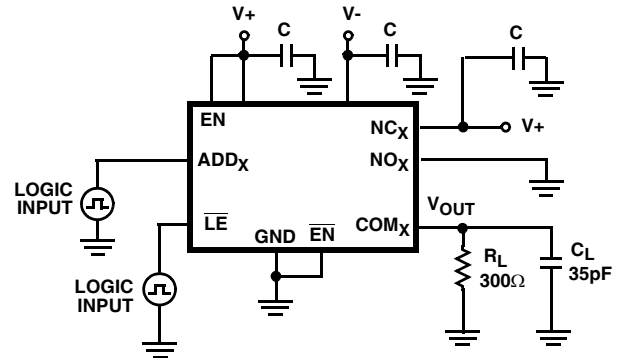 V+
C
V-
C
C
EN
NCX
V+
ADDX
NOX
LOGIC
INPUT
LE
GND
EN
COMX
VOUT
RL
300Ω
CL
35pF
LOGIC
INPUT